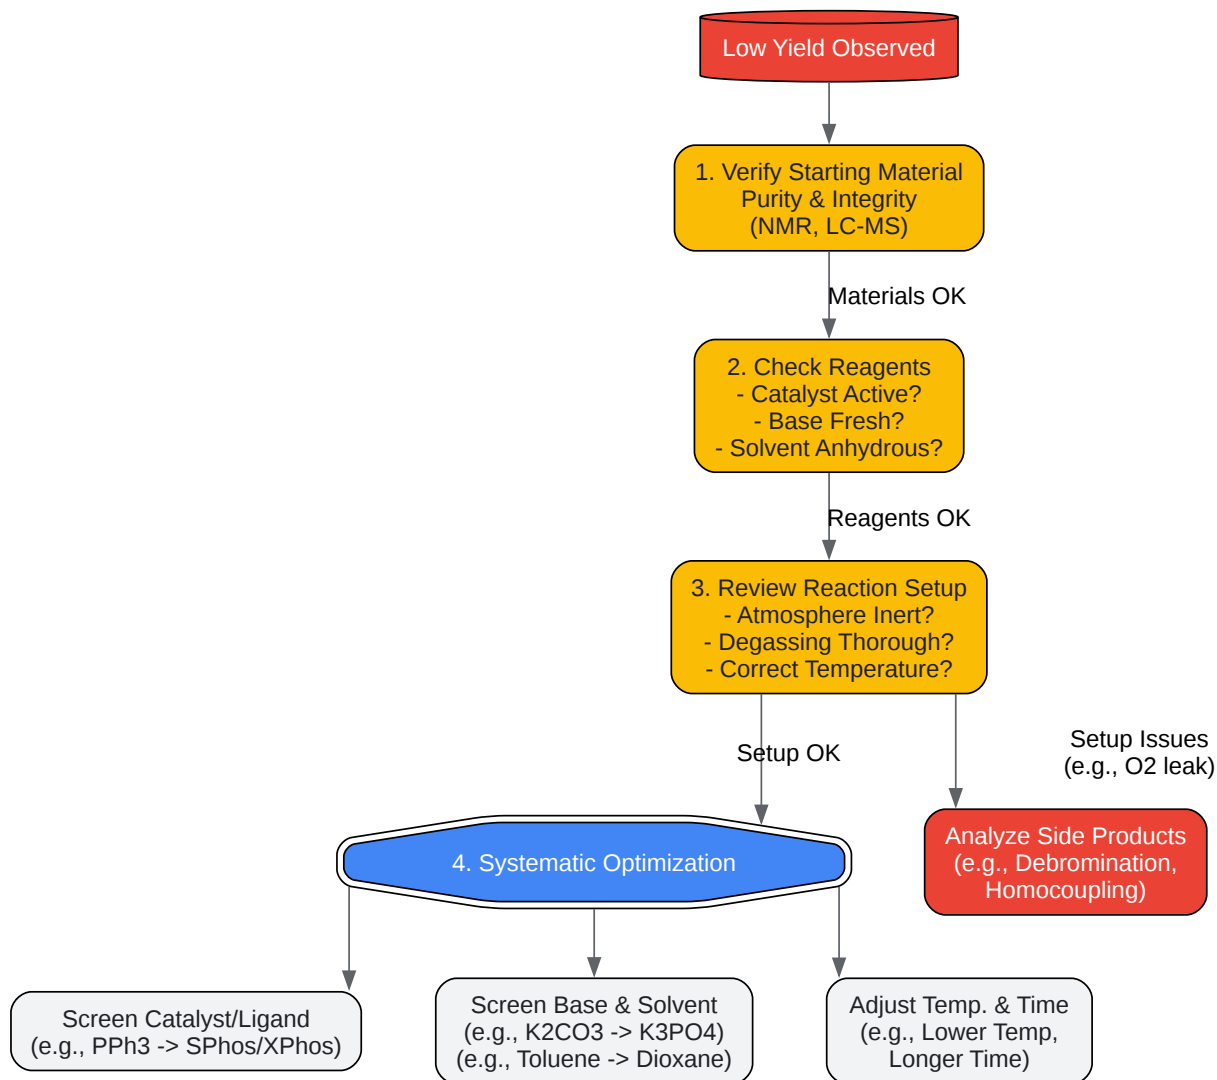 Low Yield Observed
1. Verify Starting Material
Purity & Integrity
(NMR, LC-MS)
Materials OK
2. Check Reagents
- Catalyst Active?
- Base Fresh?
- Solvent Anhydrous?
Reagents OK
3. Review Reaction Setup
- Atmosphere Inert?
- Degassing Thorough?
- Correct Temperature?
Setup OK
Setup Issues
(e.g., O2 leak)
4. Systematic Optimization
Analyze Side Products
(e.g., Debromination,
Homocoupling)
Screen Catalyst/Ligand
(e.g., PPh3 -> SPhos/XPhos)
Screen Base & Solvent
(e.g., K2CO3 -> K3PO4)
(e.g., Toluene -> Dioxane)
Adjust Temp. & Time
(e.g., Lower Temp,
Longer Time)